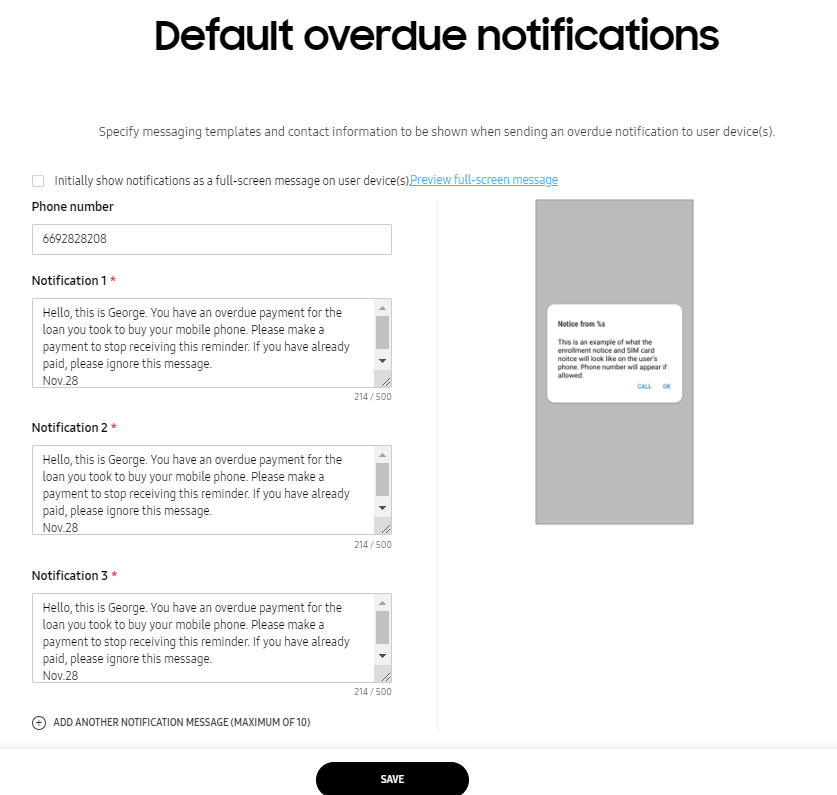 Default overdue notifications
Specify messaging templates and contact information to be shown when sending an overdue notification to user device(s).
Initially show notifications as a full-screen message on user device(s).Preview full-screen message
Phone number
6692828208
Notification 1 *
Hello, this is George. You have an overdue payment for the
loan you took to buy your mobile phone. Please make a
payment to stop receiving this reminder. If you have already
paid, please ignore this message.
Nov.28
214 / 500
Notification 2 *
Hello, this is George. You have an overdue payment for the
loan you took to buy your mobile phone. Please make a
payment to stop receiving this reminder. If you have already
paid, please ignore this message.
Nov.28
214 / 500
Notification 3 *
Hello, this is George. You have an overdue payment for the
loan you took to buy your mobile phone. Please make a
payment to stop receiving this reminder. If you have already
paid, please ignore this message.
Nov.28
214 / 500
ADD ANOTHER NOTIFICATION MESSAGE (MAXIMUM OF 10)
Notice from %s
This is an example of what the
enrollment notice and SIM card
noitce will look like on the user's
phone. Phone number will appear if
allowed.
CALL OK
SAVE